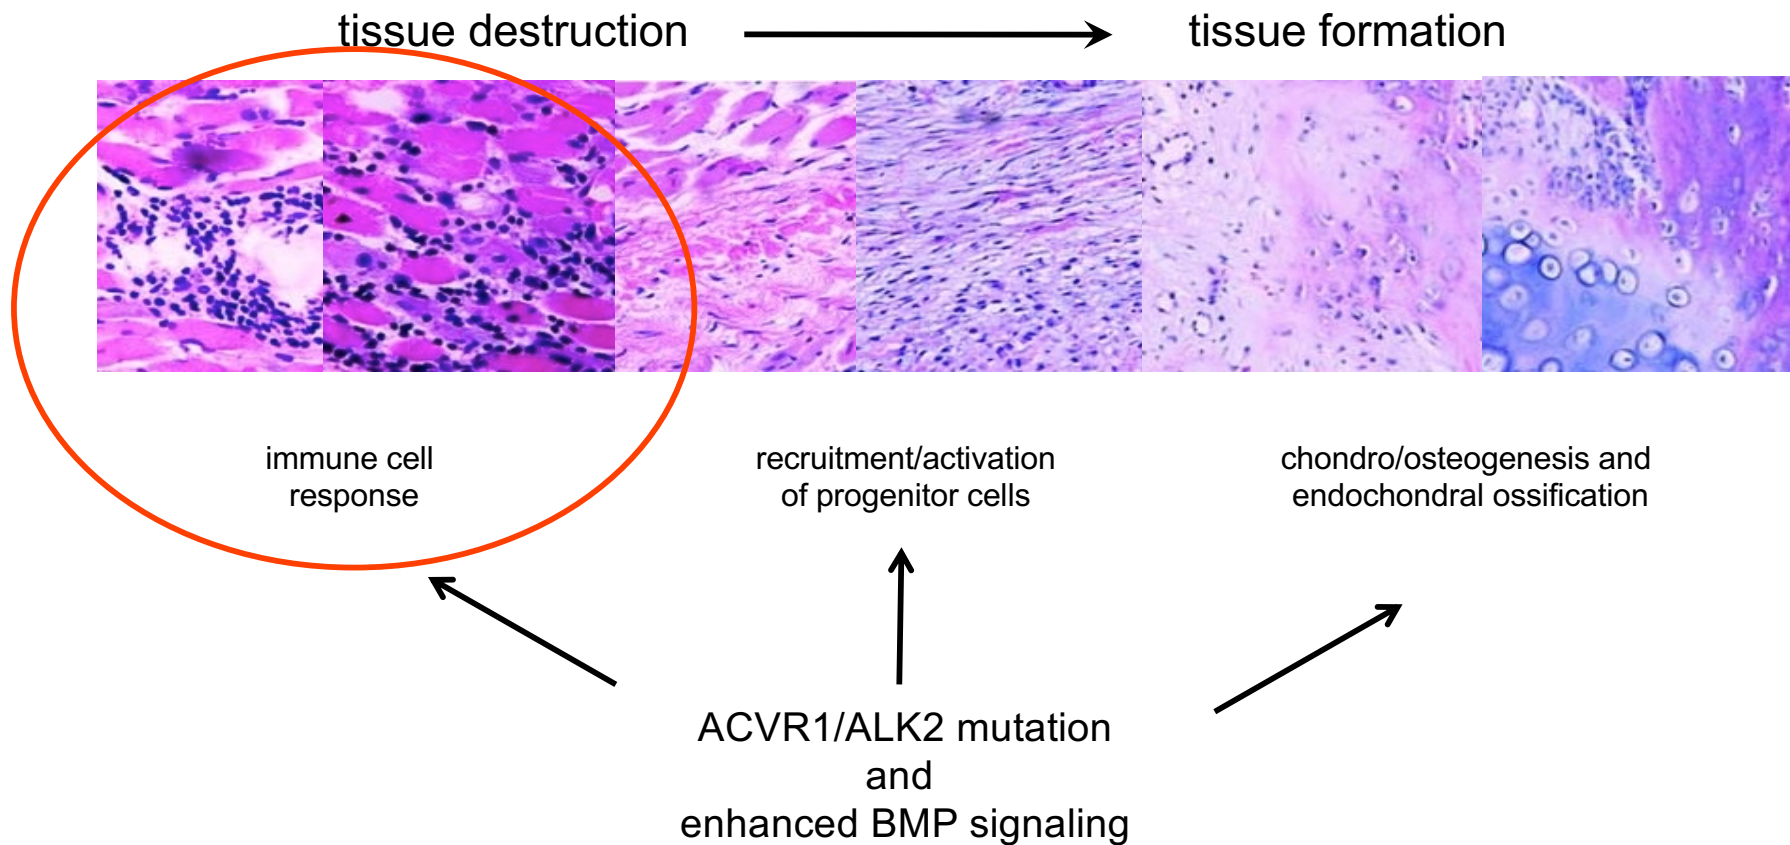 tissue destruction
tissue formation
immune cell
response
recruitment/activation
of progenitor cells
chondro/osteogenesis and
endochondral ossification
ACVR1/ALK2 mutation
and
enhanced BMP signaling